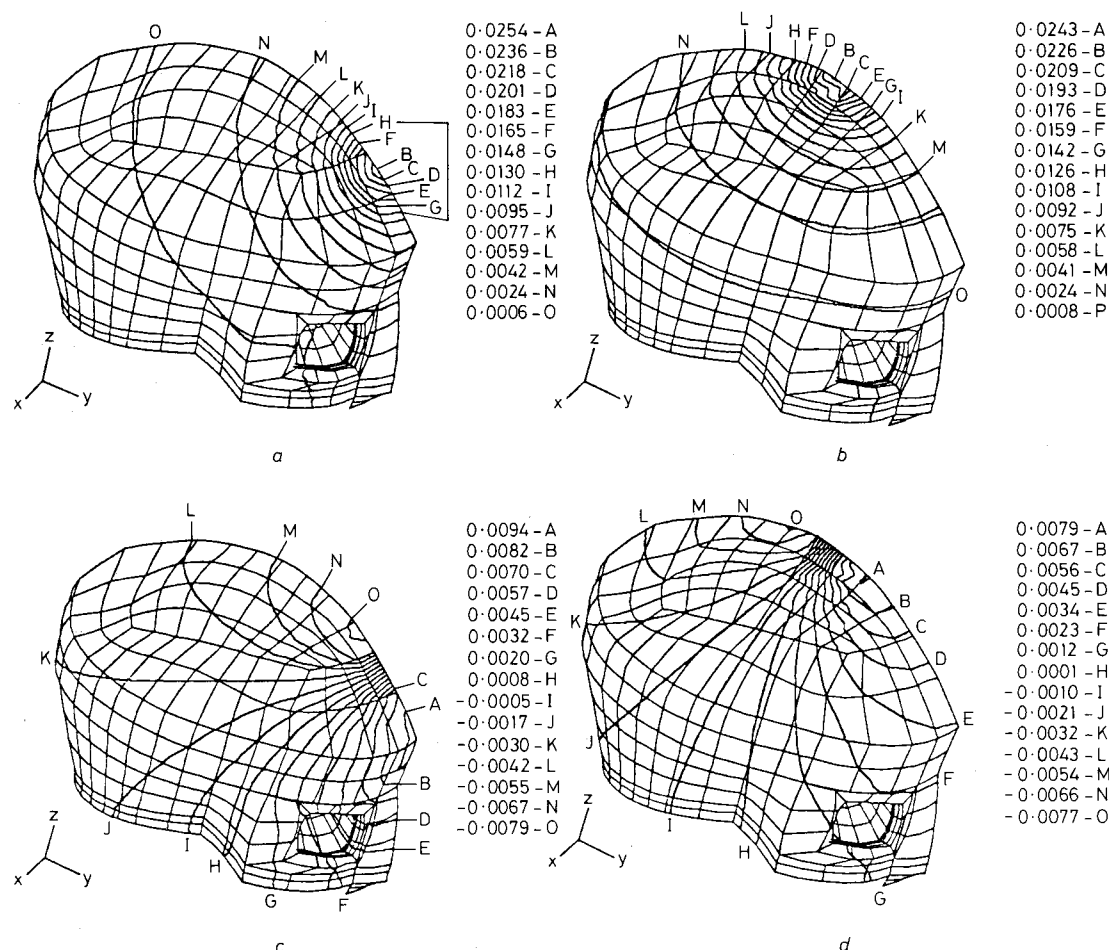 O
N
M
L
K
J
I
H
F
B
C
D
E
G
0·0254–A
0·0236–B
0·0218–C
0·0201–D
0·0183–E
0·0165–F
0·0148–G
0·0130–H
0·0112–I
0·0095–J
0·0077–K
0·0059–L
0·0042–M
0·0024–N
0·0006–O
z
y
x
a
N
L
J
H
F
D
B
C
E
G
I
K
M
O
0·0243–A
0·0226–B
0·0209–C
0·0193–D
0·0176–E
0·0159–F
0·0142–G
0·0126–H
0·0108–I
0·0092–J
0·0075–K
0·0058–L
0·0041–M
0·0024–N
0·0008–P
z
y
x
b
L
M
N
O
K
C
A
B
D
E
J
I
H
G
F
0·0094–A
0·0082–B
0·0070–C
0·0057–D
0·0045–E
0·0032–F
0·0020–G
0·0008–H
-0·0005–I
-0·0017–J
-0·0030–K
-0·0042–L
-0·0055–M
-0·0067–N
-0·0079–O
z
y
x
c
L
M
N
O
A
B
C
D
E
F
K
J
I
H
G
0·0079–A
0·0067–B
0·0056–C
0·0045–D
0·0034–E
0·0023–F
0·0012–G
0·0001–H
-0·0010–I
-0·0021–J
-0·0032–K
-0·0043–L
-0·0054–M
-0·0066–N
-0·0077–O
z
y
x
d